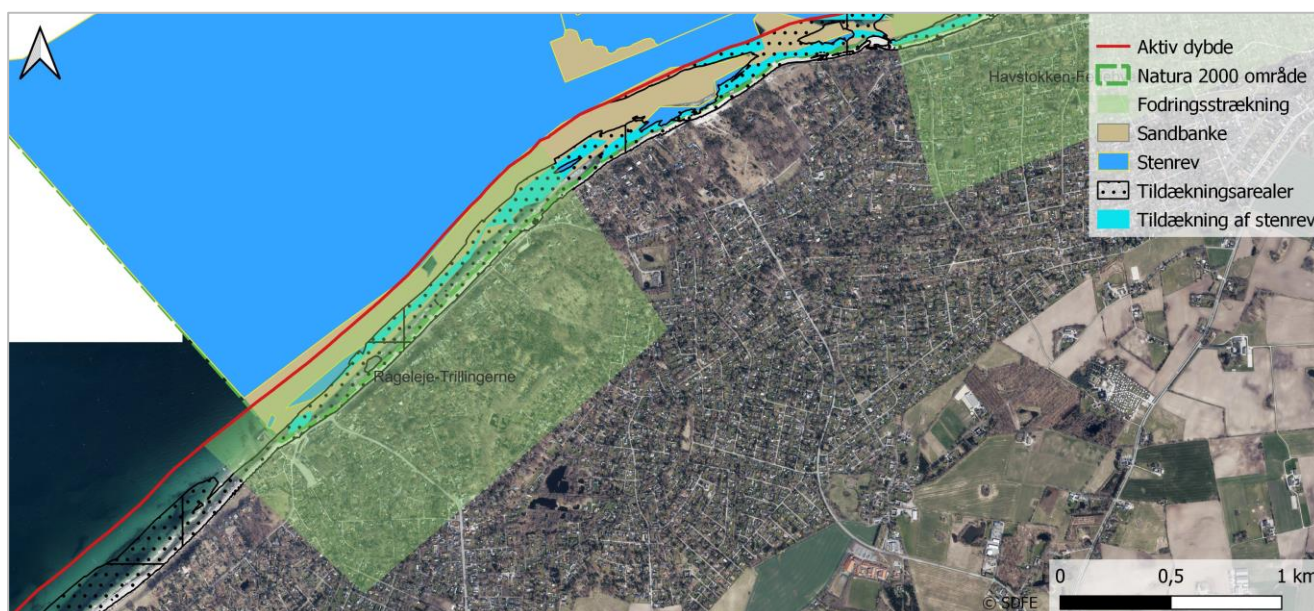 Aktiv dybde
Natura 2000 område
Fodringsstrækning
Sandbanke
Stenrev
Tildækningsarealer
Tildækning af stenrev
Rågeleje-Trillingerne
0
0,5
1 km
© SDFE